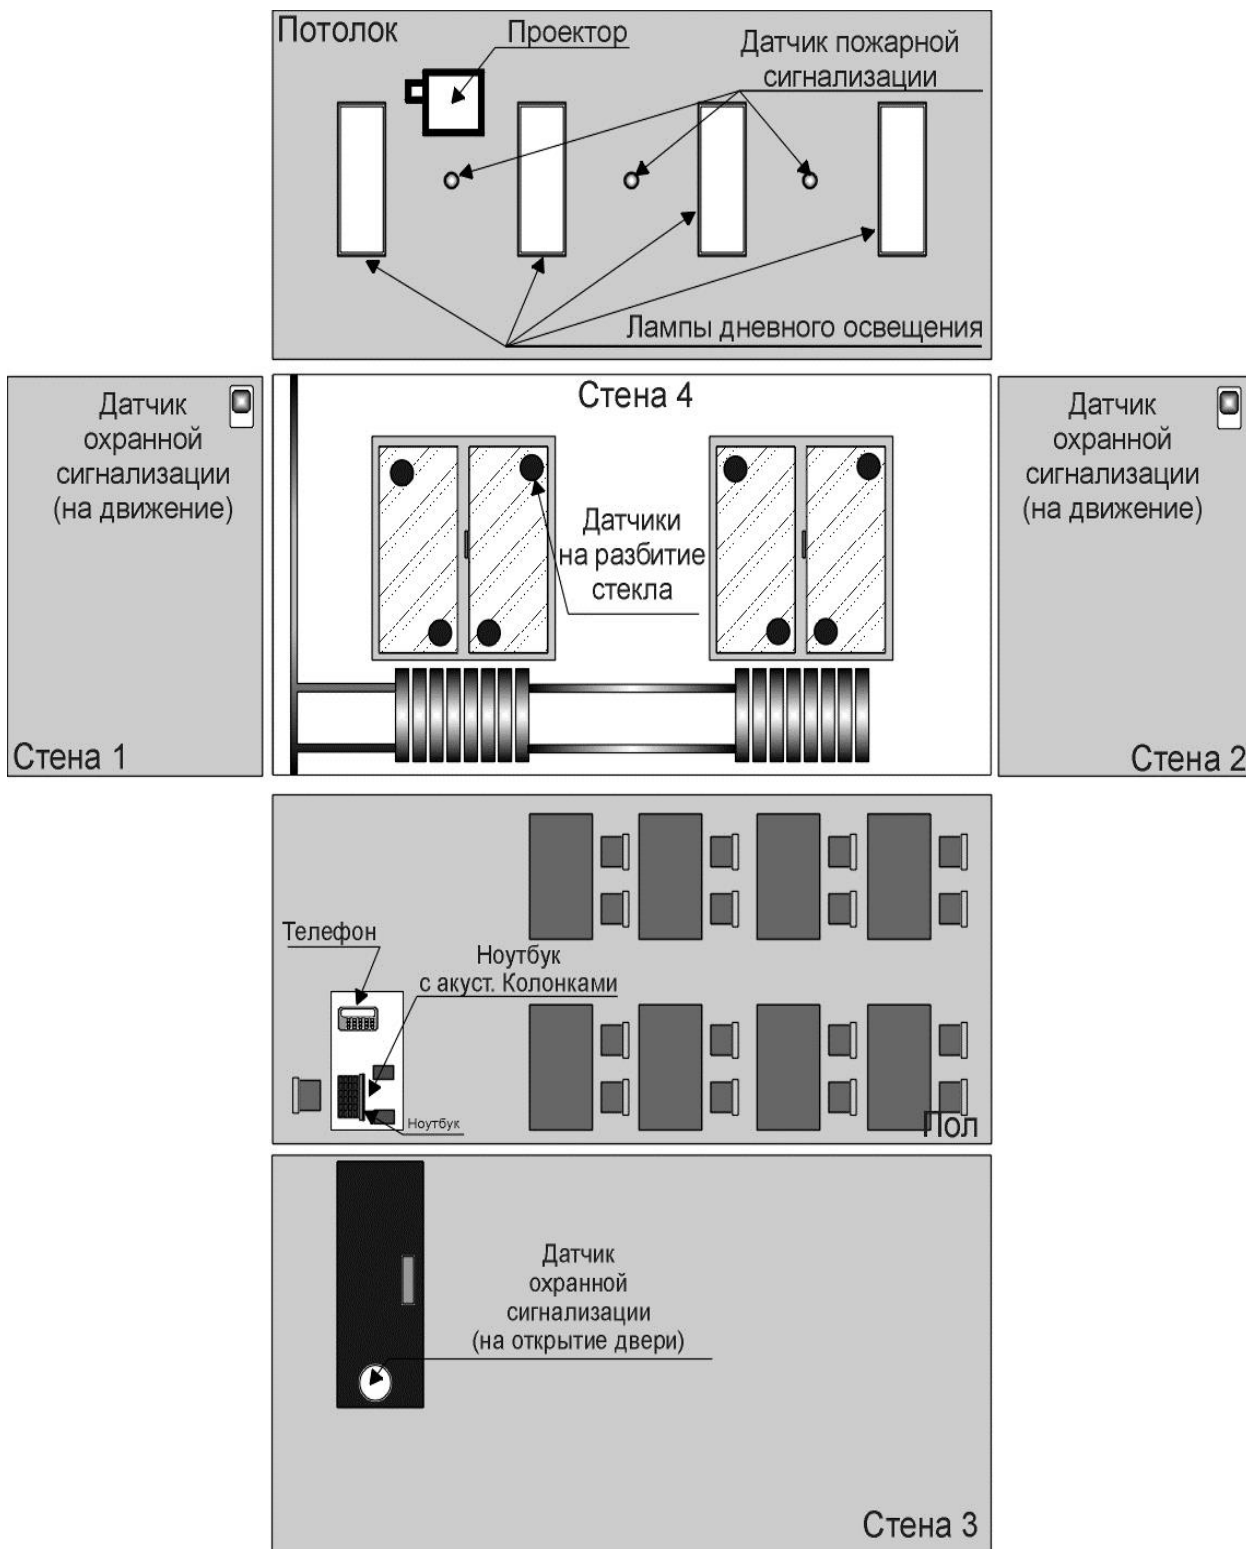 Потолок
Проектор
Датчик пожарной
сигнализации
Лампы дневного освещения
Датчик
охранной
сигнализации
(на движение)
Стена 1
Стена 4
Датчики
на разбитие
стекла
Датчик
охранной
сигнализации
(на движение)
Стена 2
Телефон
Ноутбук
с акуст. Колонками
Ноутбук
Пол
Датчик
охранной
сигнализации
(на открытие двери)
Стена 3